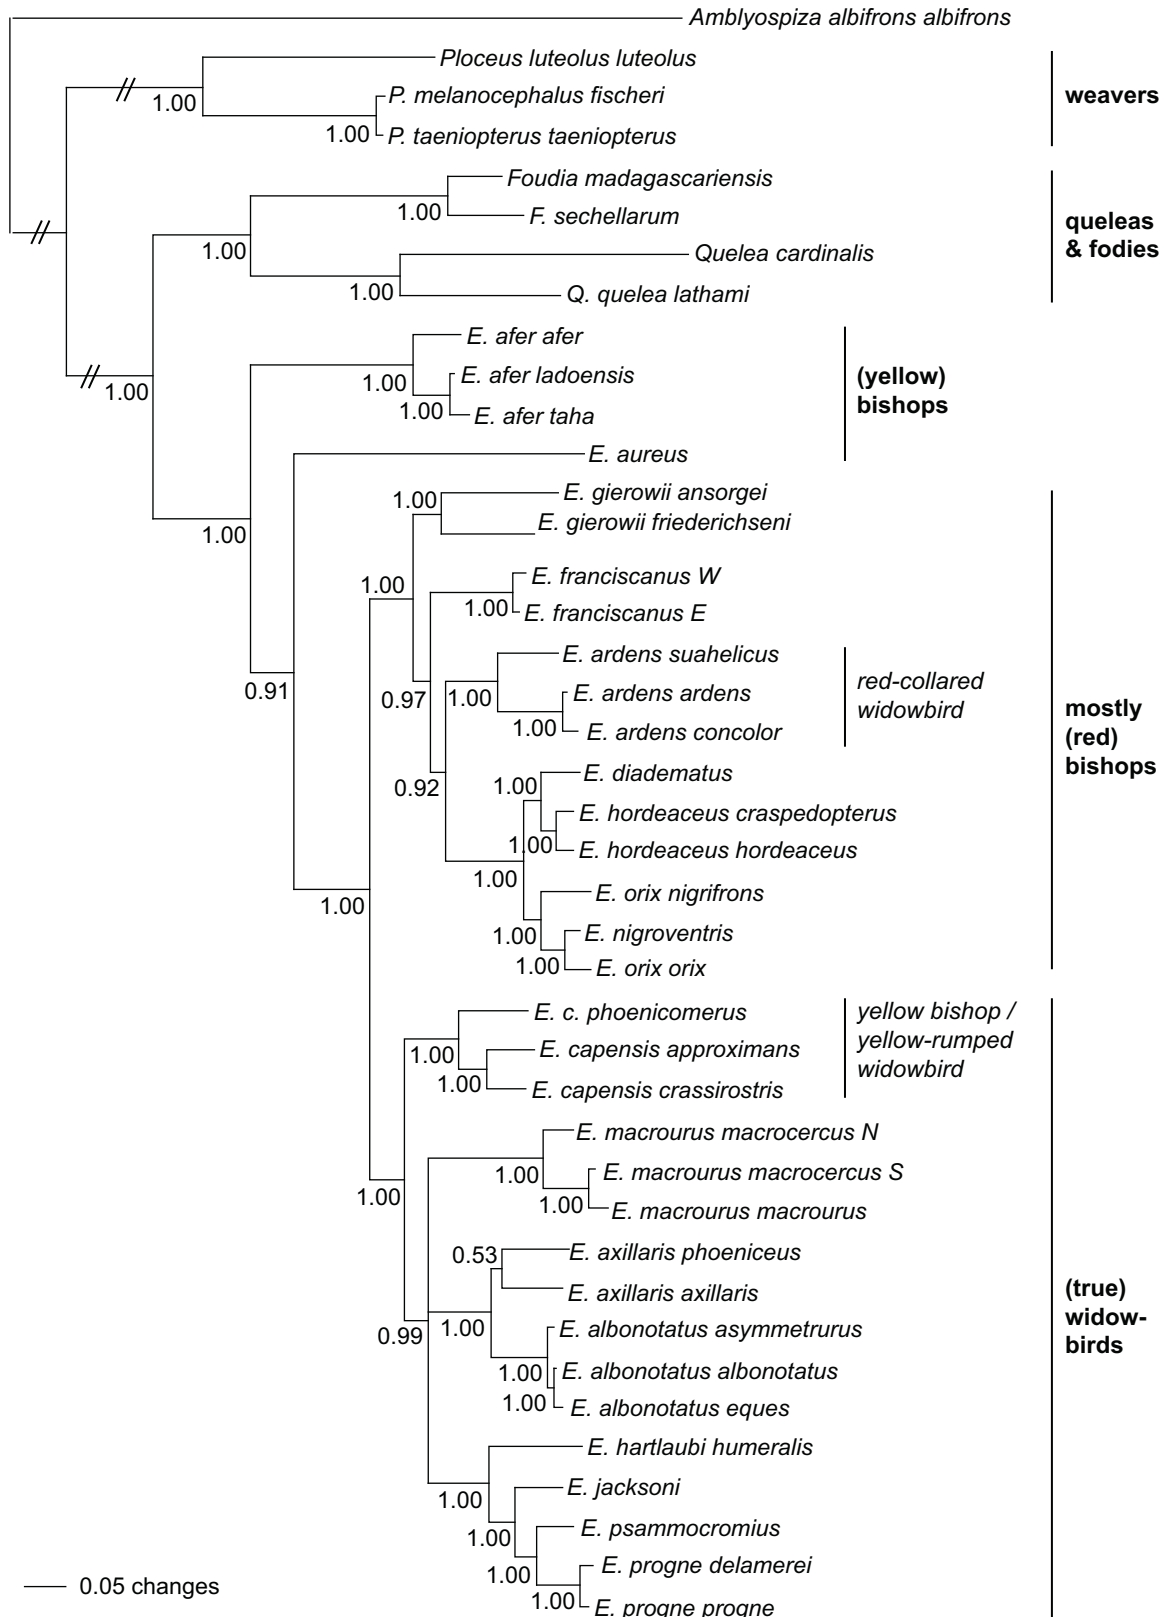 Amblyospiza albifrons albifrons
Ploceus luteolus luteolus
P. melanocephalus fischeri
P. taeniopterus taeniopterus
1.00
1.00
weavers
Foudia madagascariensis
F. sechellarum
Quelea cardinalis
Q. quelea lathami
1.00
1.00
1.00
queleas
& fodies
E. afer afer
E. afer ladoensis
E. afer taha
E. aureus
1.00
1.00
1.00
1.00
(yellow)
bishops
E. gierowii ansorgei
E. gierowii friederichseni
E. franciscanus W
E. franciscanus E
1.00
1.00
1.00
E. ardens suahelicus
E. ardens ardens
E. ardens concolor
0.91
0.97
1.00
1.00
red-collared
widowbird
mostly
(red)
bishops
E. diadematus
E. hordeaceus craspedopterus
E. hordeaceus hordeaceus
0.92
1.00
1.00
1.00
E. orix nigrifrons
E. nigroventris
E. orix orix
1.00
1.00
1.00
E. c. phoenicomerus
E. capensis approximans
E. capensis crassirostris
1.00
1.00
yellow bishop /
yellow-rumped
widowbird
E. macrourus macrocercus N
E. macrourus macrocercus S
E. macrourus macrourus
1.00
1.00
1.00
E. axillaris phoeniceus
E. axillaris axillaris
E. albonotatus asymmetrurus
E. albonotatus albonotatus
E. albonotatus eques
0.53
0.99
1.00
1.00
1.00
(true)
widow-
birds
E. hartlaubi humeralis
E. jacksoni
E. psammocromius
E. progne delamerei
E. progne progne
1.00
1.00
1.00
1.00
0.05 changes